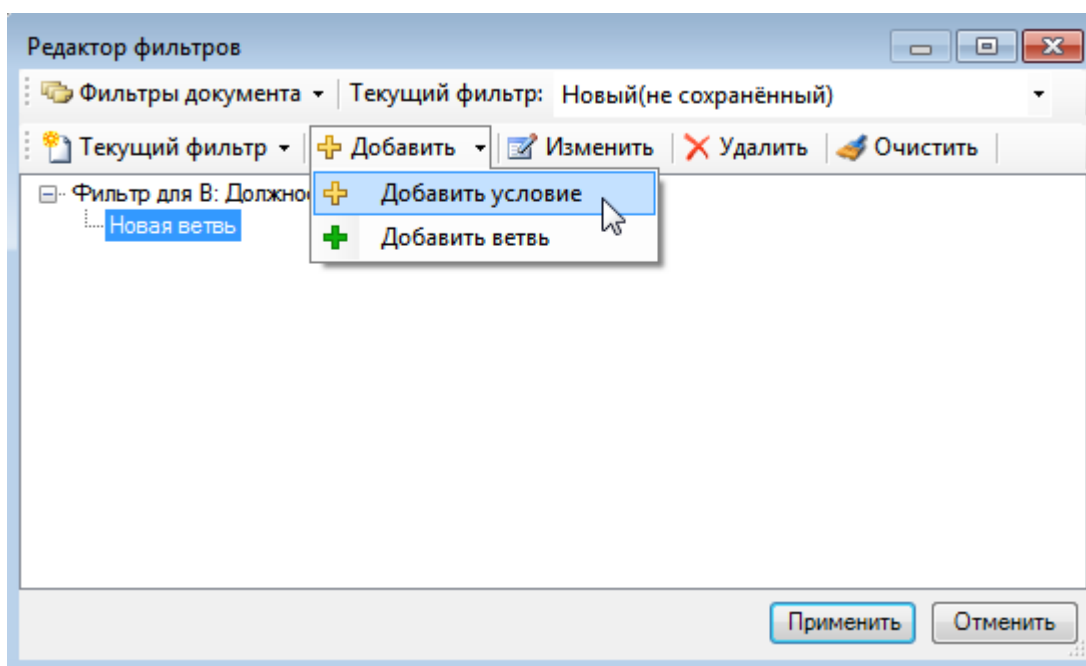 Редактор фильтров
Фильтры документа Текущий фильтр: Новый(не сохранённый)
Текущий фильтр Добавить Изменить Удалить Очистить
Фильтр для В: Добавить условие
Новая ветвь Добавить ветвь
Применить Отменить